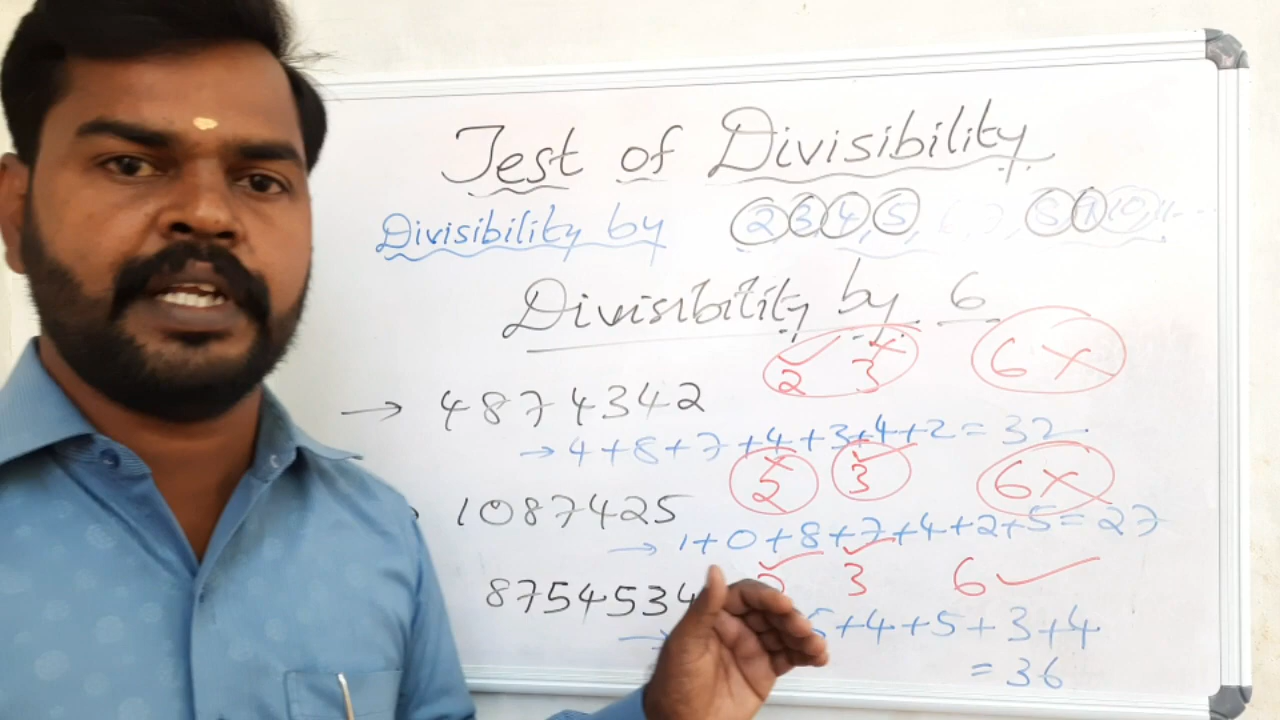 Test of Divisibility
Divisibility by 2, 3, 4, 5, 8, 9, 10, 11...
Divisibility by 6
2 3 6
→ 4874342
→ 4+8+7+4+3+4+2 = 32
2 3 6
1087425
→ 1+0+8+7+4+2+5 = 27
3 6
8754534
→ 5+4+5+3+4
= 36